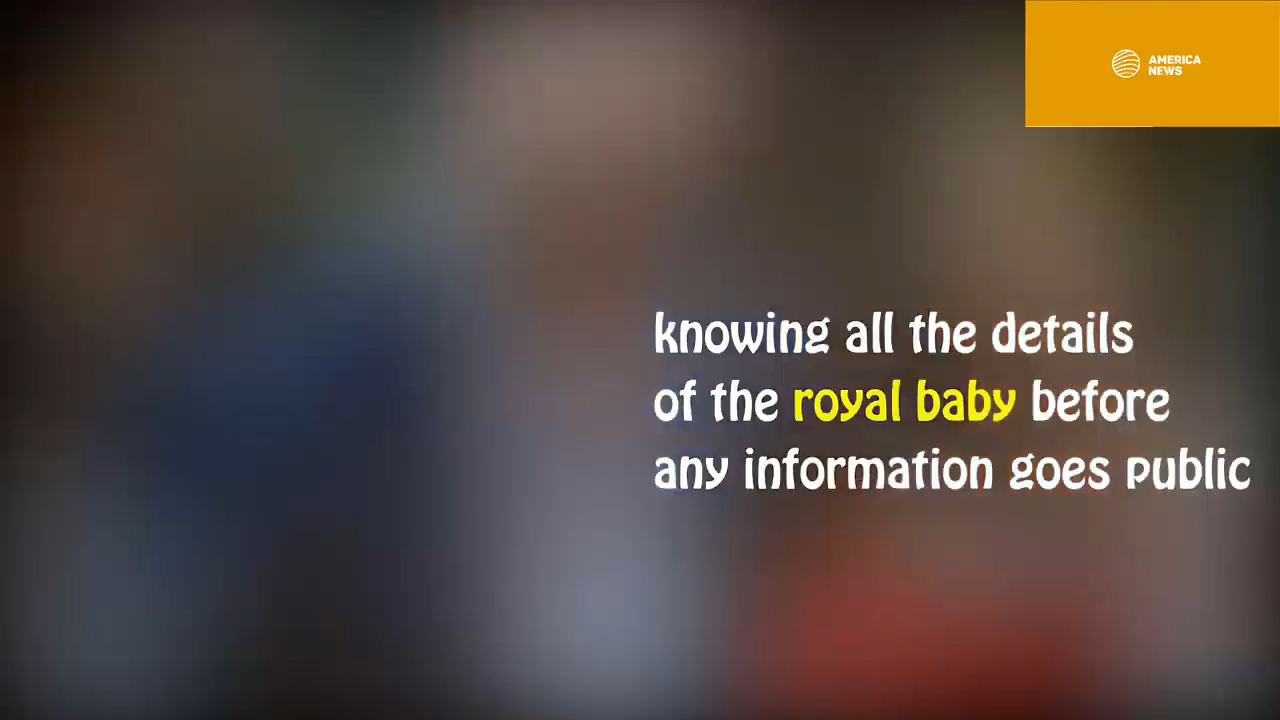 AMERICA
NEWS
knowing all the details
of the royal baby before
any information goes public